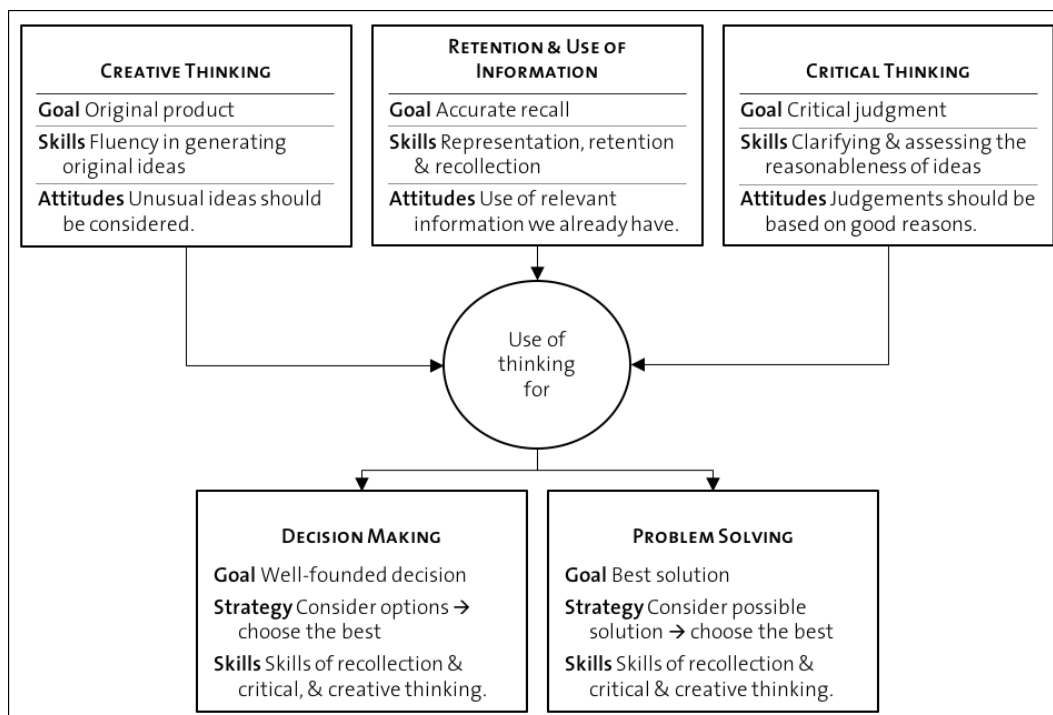 CREATIVE THINKING
Goal Original product
Skills Fluency in generating
original ideas
Attitudes Unusual ideas should
be considered.
RETENTION & USE OF
INFORMATION
Goal Accurate recall
Skills Representation, retention
& recollection
Attitudes Use of relevant
information we already have.
CRITICAL THINKING
Goal Critical judgment
Skills Clarifying & assessing the
reasonableness of ideas
Attitudes Judgements should be
based on good reasons.
Use of
thinking
for
DECISION MAKING
Goal Well-founded decision
Strategy Consider options →
choose the best
Skills Skills of recollection &
critical, & creative thinking.
PROBLEM SOLVING
Goal Best solution
Strategy Consider possible
solution → choose the best
Skills Skills of recollection &
critical & creative thinking.